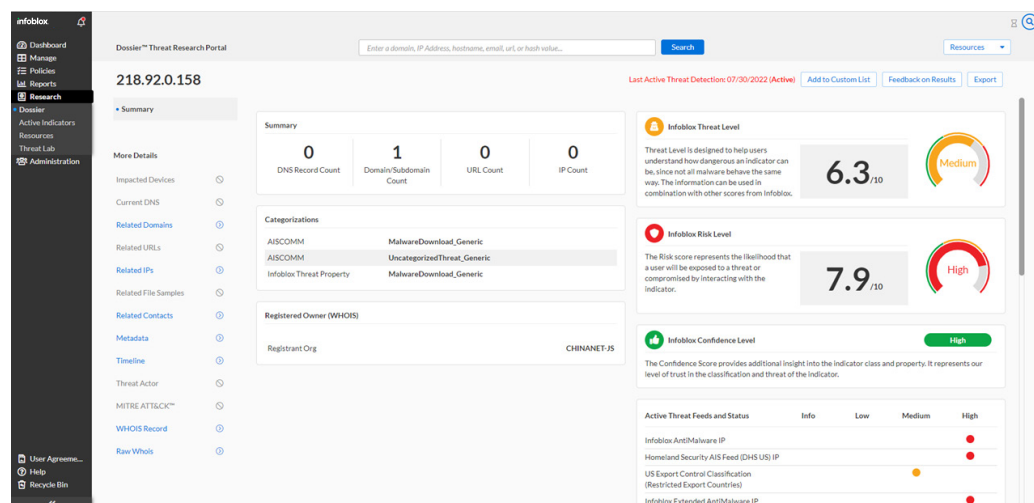 infoblox
Dashboard
Manage
Policies
Reports
Research
Dossier
Active Indicators
Resources
Threat Lab
Administration
User Agreeme...
Help
Recycle Bin
Dossier™ Threat Research Portal
Enter a domain, IP Address, hostname, email, url, or hash value...
Search
Resources
218.92.0.158
Last Active Threat Detection: 07/30/2022 (Active)
Add to Custom List
Feedback on Results
Export
• Summary
More Details
Impacted Devices
Current DNS
Related Domains
Related URLs
Related IPs
Related File Samples
Related Contacts
Metadata
Timeline
Threat Actor
MITRE ATT&CK™
WHOIS Record
Raw Whois
Summary
0 1 0 0
DNS Record Count Domain/Subdomain URL Count IP Count
Count
Categorizations
AISCOMM MalwareDownload_Generic
AISCOMM UncategorizedThreat_Generic
Infoblox Threat Property MalwareDownload_Generic
Registered Owner (WHOIS)
Registrant Org CHINANET-JS
Infoblox Threat Level
Threat Level is designed to help users
understand how dangerous an indicator can
be, since not all malware behave the same
way. The information can be used in
combination with other scores from Infoblox.
6.3/10
Medium
Infoblox Risk Level
The Risk score represents the likelihood that
a user will be exposed to a threat or
compromised by interacting with the
indicator.
7.9/10
High
Infoblox Confidence Level
High
The Confidence Score provides additional insight into the indicator class and property. It represents our
level of trust in the classification and threat of the indicator.
Active Threat Feeds and Status Info Low Medium High
Infoblox AntiMalware IP
Homeland Security AIS Feed (DHS US) IP
US Export Control Classification
(Restricted Export Countries)
Infoblox Extended AntiMalware IP